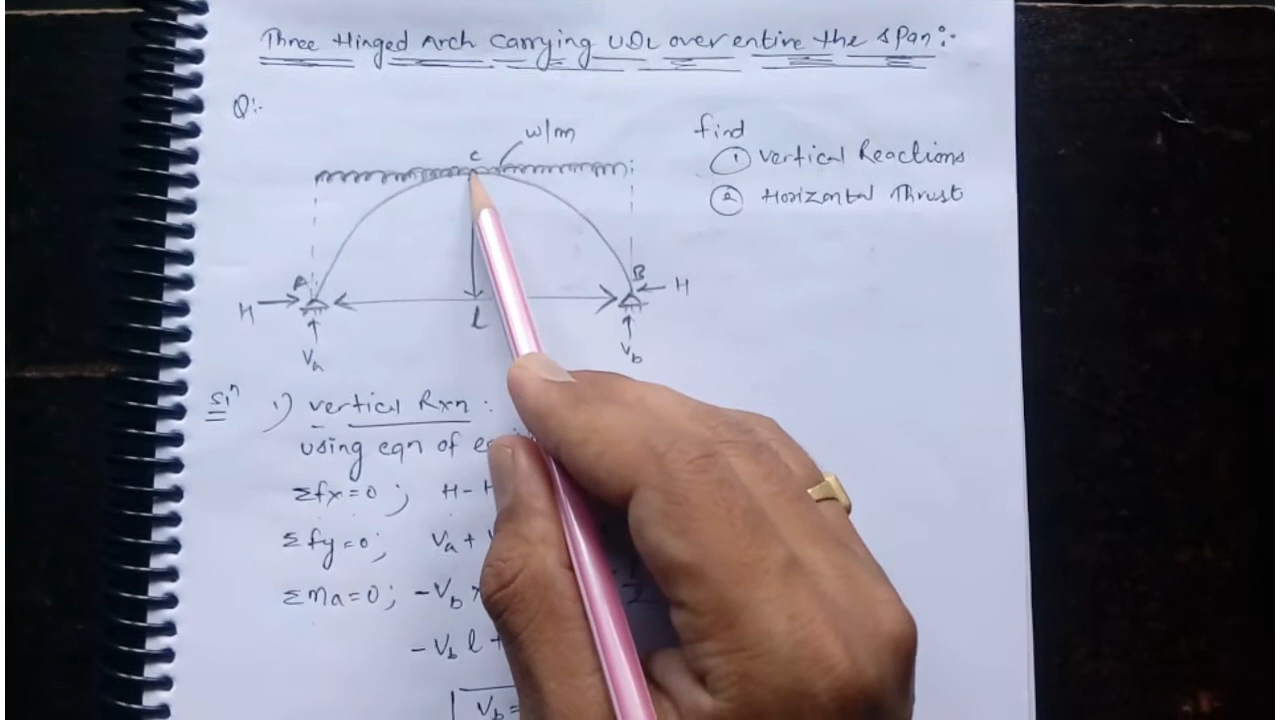 Three Hinged Arch Carrying UDL over entire the span:-
Q:-
find
① vertical Reactions
② Horizontal Thrust
w/m
C
A
B
H
H
l
Va
Vb
Solⁿ 1) vertical Rxn :
using eqn of
Σfx=0 ; H-
Σfy=0; Va +
Σma=0; -Vb x
-Vb l +
Vb =